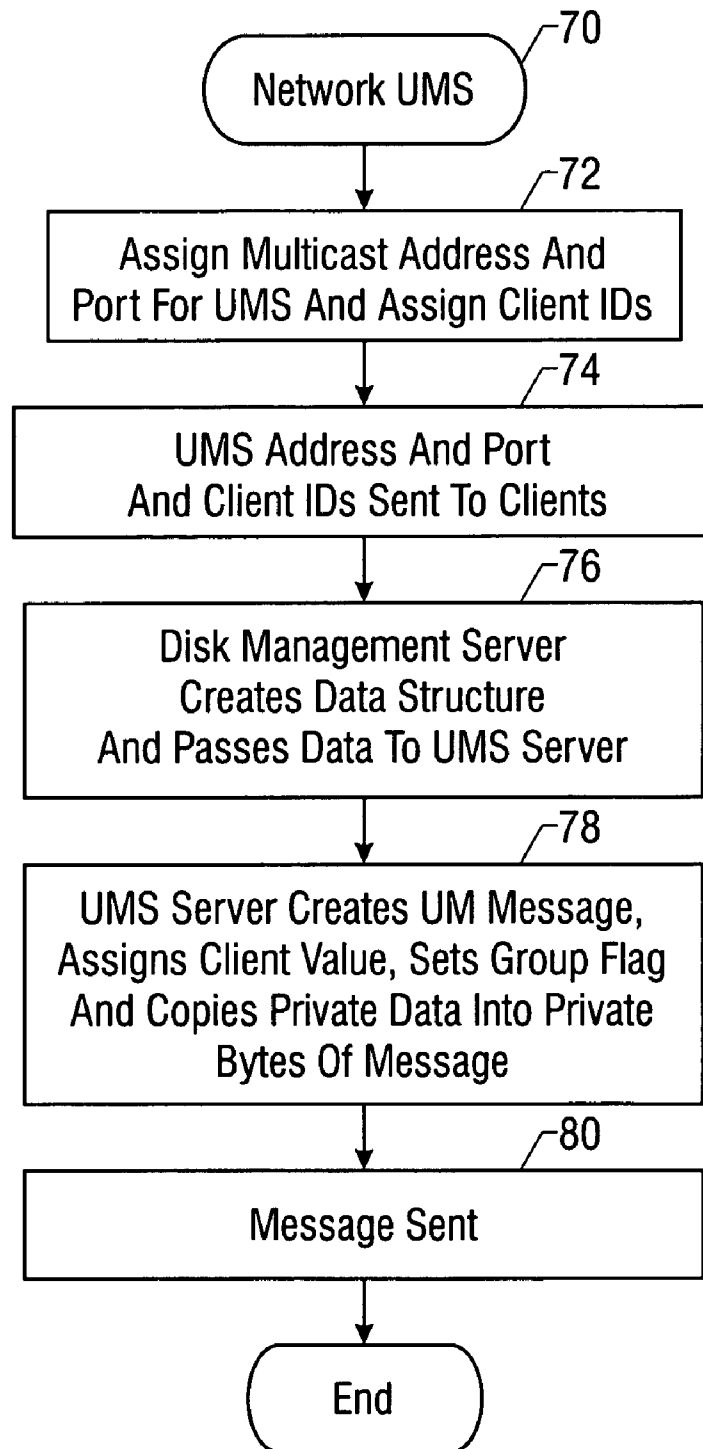 70
Network UMS
72
Assign Multicast Address And
Port For UMS And Assign Client IDs
74
UMS Address And Port
And Client IDs Sent To Clients
76
Disk Management Server
Creates Data Structure
And Passes Data To UMS Server
78
UMS Server Creates UM Message,
Assigns Client Value, Sets Group Flag
And Copies Private Data Into Private
Bytes Of Message
80
Message Sent
End